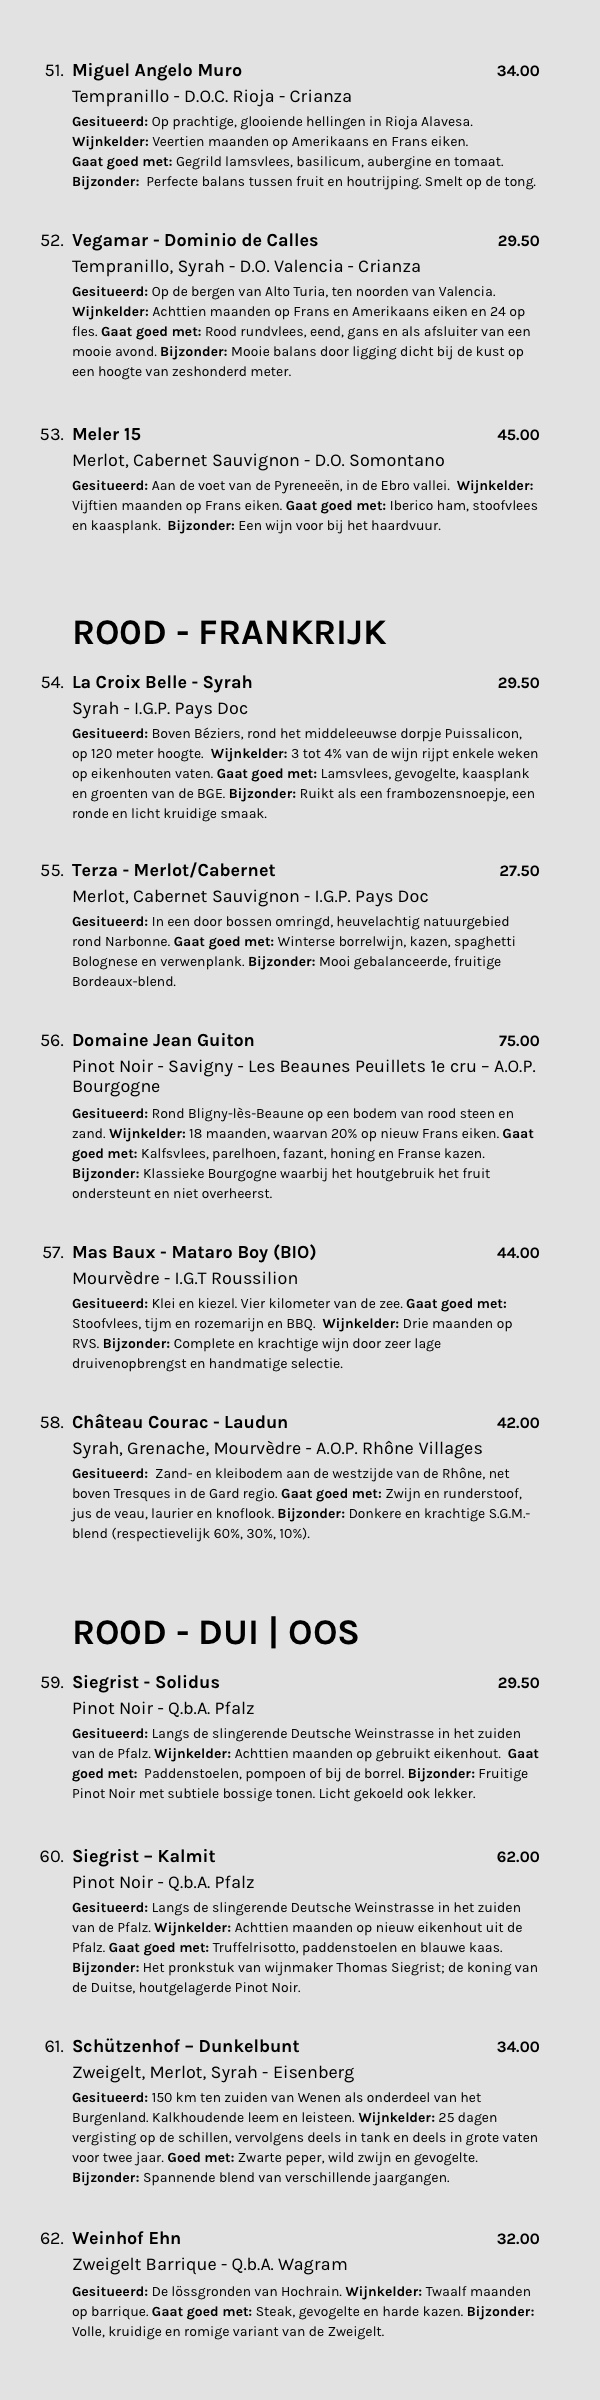 51. Miguel Angelo Muro 34.00
Tempranillo - D.O.C. Rioja - Crianza
Gesitueerd: Op prachtige, glooiende hellingen in Rioja Alavesa.
Wijnkelder: Veertien maanden op Amerikaans en Frans eiken.
Gaat goed met: Gegrild lamsvlees, basilicum, aubergine en tomaat.
Bijzonder: Perfecte balans tussen fruit en houtrijping. Smelt op de tong.
52. Vegamar - Dominio de Calles 29.50
Tempranillo, Syrah - D.O. Valencia - Crianza
Gesitueerd: Op de bergen van Alto Turia, ten noorden van Valencia.
Wijnkelder: Achttien maanden op Frans en Amerikaans eiken en 24 op
fles. Gaat goed met: Rood rundvlees, eend, gans en als afsluiter van een
mooie avond. Bijzonder: Mooie balans door ligging dicht bij de kust op
een hoogte van zeshonderd meter.
53. Meler 15 45.00
Merlot, Cabernet Sauvignon - D.O. Somontano
Gesitueerd: Aan de voet van de Pyreneeën, in de Ebro vallei. Wijnkelder:
Vijftien maanden op Frans eiken. Gaat goed met: Iberico ham, stoofvlees
en kaasplank. Bijzonder: Een wijn voor bij het haardvuur.
ROOD - FRANKRIJK
54. La Croix Belle - Syrah 29.50
Syrah - I.G.P. Pays Doc
Gesitueerd: Boven Béziers, rond het middeleeuwse dorpje Puissalicon,
op 120 meter hoogte. Wijnkelder: 3 tot 4% van de wijn rijpt enkele weken
op eikenhouten vaten. Gaat goed met: Lamsvlees, gevogelte, kaasplank
en groenten van de BGE. Bijzonder: Ruikt als een frambozensnoepje, een
ronde en licht kruidige smaak.
55. Terza - Merlot/Cabernet 27.50
Merlot, Cabernet Sauvignon - I.G.P. Pays Doc
Gesitueerd: In een door bossen omringd, heuvelachtig natuurgebied
rond Narbonne. Gaat goed met: Winterse borrelwijn, kazen, spaghetti
Bolognese en verwenplank. Bijzonder: Mooi gebalanceerde, fruitige
Bordeaux-blend.
56. Domaine Jean Guiton 75.00
Pinot Noir - Savigny - Les Beaunes Peuillets 1e cru – A.O.P.
Bourgogne
Gesitueerd: Rond Bligny-lès-Beaune op een bodem van rood steen en
zand. Wijnkelder: 18 maanden, waarvan 20% op nieuw Frans eiken. Gaat
goed met: Kalfsvlees, parelhoen, fazant, honing en Franse kazen.
Bijzonder: Klassieke Bourgogne waarbij het houtgebruik het fruit
ondersteunt en niet overheerst.
57. Mas Baux - Mataro Boy (BIO) 44.00
Mourvèdre - I.G.T Roussilion
Gesitueerd: Klei en kiezel. Vier kilometer van de zee. Gaat goed met:
Stoofvlees, tijm en rozemarijn en BBQ. Wijnkelder: Drie maanden op
RVS. Bijzonder: Complete en krachtige wijn door zeer lage
druivenopbrengst en handmatige selectie.
58. Château Courac - Laudun 42.00
Syrah, Grenache, Mourvèdre - A.O.P. Rhône Villages
Gesitueerd: Zand- en kleibodem aan de westzijde van de Rhône, net
boven Tresques in de Gard regio. Gaat goed met: Zwijn en runderstoof,
jus de veau, laurier en knoflook. Bijzonder: Donkere en krachtige S.G.M.-
blend (respectievelijk 60%, 30%, 10%).
ROOD - DUI | OOS
59. Siegrist - Solidus 29.50
Pinot Noir - Q.b.A. Pfalz
Gesitueerd: Langs de slingerende Deutsche Weinstrasse in het zuiden
van de Pfalz. Wijnkelder: Achttien maanden op gebruikt eikenhout. Gaat
goed met: Paddenstoelen, pompoen of bij de borrel. Bijzonder: Fruitige
Pinot Noir met subtiele bossige tonen. Licht gekoeld ook lekker.
60. Siegrist – Kalmit 62.00
Pinot Noir - Q.b.A. Pfalz
Gesitueerd: Langs de slingerende Deutsche Weinstrasse in het zuiden
van de Pfalz. Wijnkelder: Achttien maanden op nieuw eikenhout uit de
Pfalz. Gaat goed met: Truffelrisotto, paddenstoelen en blauwe kaas.
Bijzonder: Het pronkstuk van wijnmaker Thomas Siegrist; de koning van
de Duitse, houtgelagerde Pinot Noir.
61. Schützenhof – Dunkelbunt 34.00
Zweigelt, Merlot, Syrah - Eisenberg
Gesitueerd: 150 km ten zuiden van Wenen als onderdeel van het
Burgenland. Kalkhoudende leem en leisteen. Wijnkelder: 25 dagen
vergisting op de schillen, vervolgens deels in tank en deels in grote vaten
voor twee jaar. Goed met: Zwarte peper, wild zwijn en gevogelte.
Bijzonder: Spannende blend van verschillende jaargangen.
62. Weinhof Ehn 32.00
Zweigelt Barrique - Q.b.A. Wagram
Gesitueerd: De lössgronden van Hochrain. Wijnkelder: Twaalf maanden
op barrique. Gaat goed met: Steak, gevogelte en harde kazen. Bijzonder:
Volle, kruidige en romige variant van de Zweigelt.